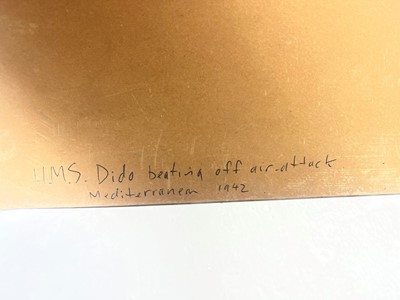 H.M.S. Dido beating off air-attack
Mediterranean 1942